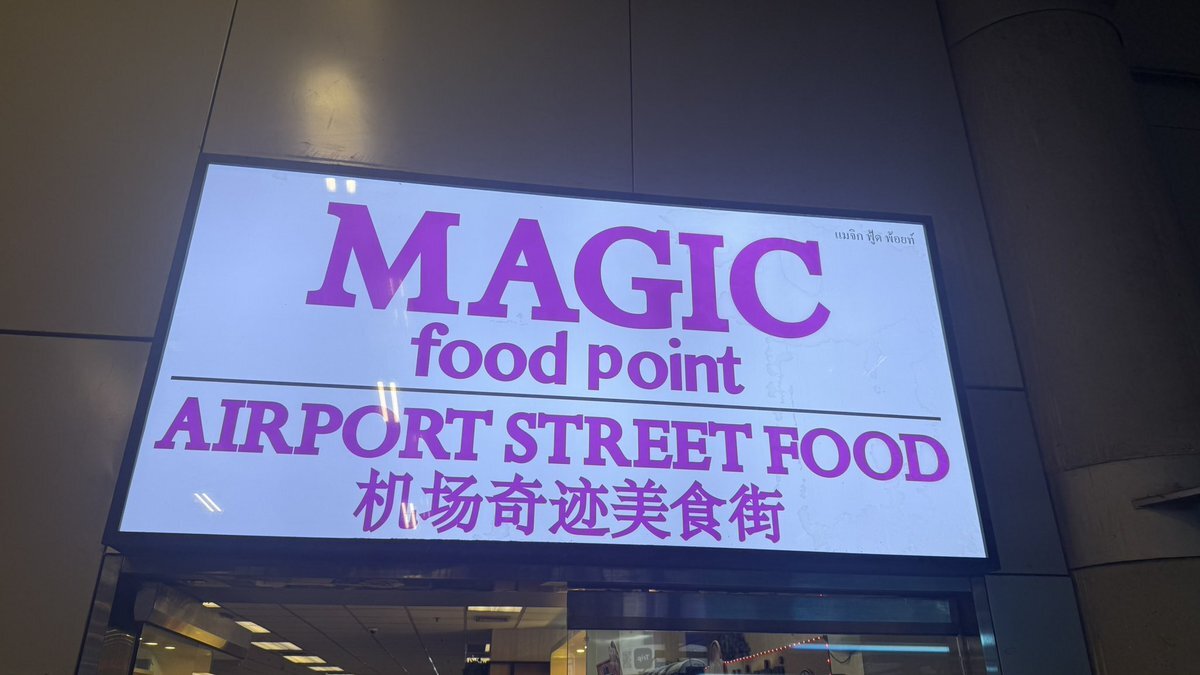 แมจิก ฟู้ด พ้อยท์
MAGIC
food point
AIRPORT STREET FOOD
机场奇迹美食街